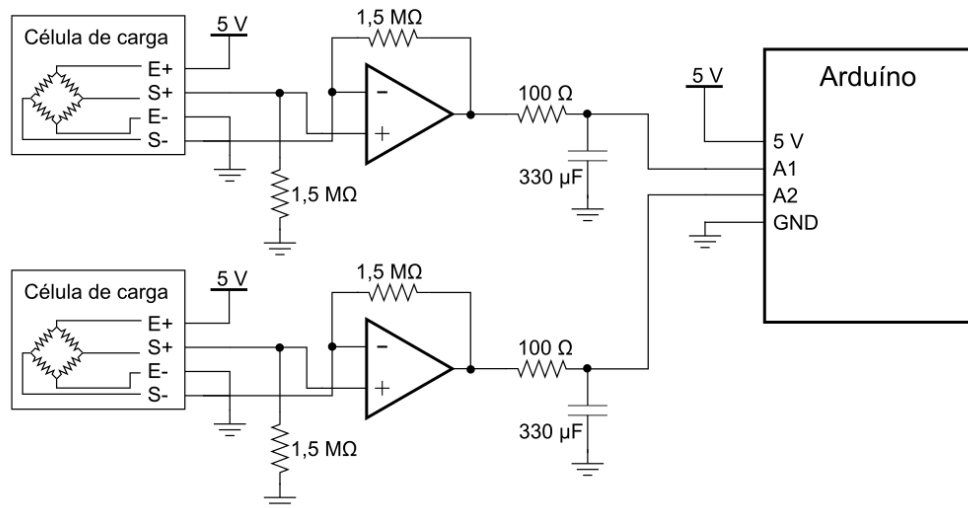 Célula de carga
5 V
E+
S+
E-
S-
1,5 MΩ
−
+
1,5 MΩ
100 Ω
330 µF
5 V
Arduíno
5 V
A1
A2
GND
Célula de carga
5 V
E+
S+
E-
S-
1,5 MΩ
−
+
1,5 MΩ
100 Ω
330 µF